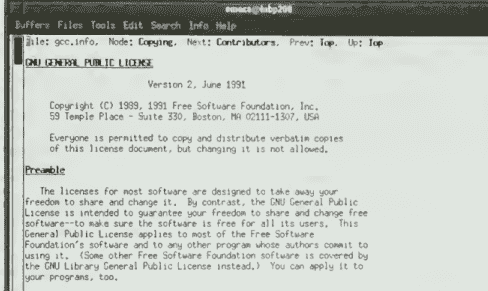 emacs@hubp290
Buffers Files Tools Edit Search Info Help
File: gcc.info, Node: Copying, Next: Contributors, Prev: Top, Up: Top
GNU GENERAL PUBLIC LICENSE
Version 2, June 1991
Copyright (C) 1989, 1991 Free Software Foundation, Inc.
59 Temple Place - Suite 330, Boston, MA 02111-1307, USA
Everyone is permitted to copy and distribute verbatim copies
of this license document, but changing it is not allowed.
Preamble
The licenses for most software are designed to take away your
freedom to share and change it. By contrast, the GNU General Public
License is intended to guarantee your freedom to share and change free
software--to make sure the software is free for all its users. This
General Public License applies to most of the Free Software
Foundation's software and to any other program whose authors commit to
using it. (Some other Free Software Foundation software is covered by
the GNU Library General Public License instead.) You can apply it to
your programs, too.